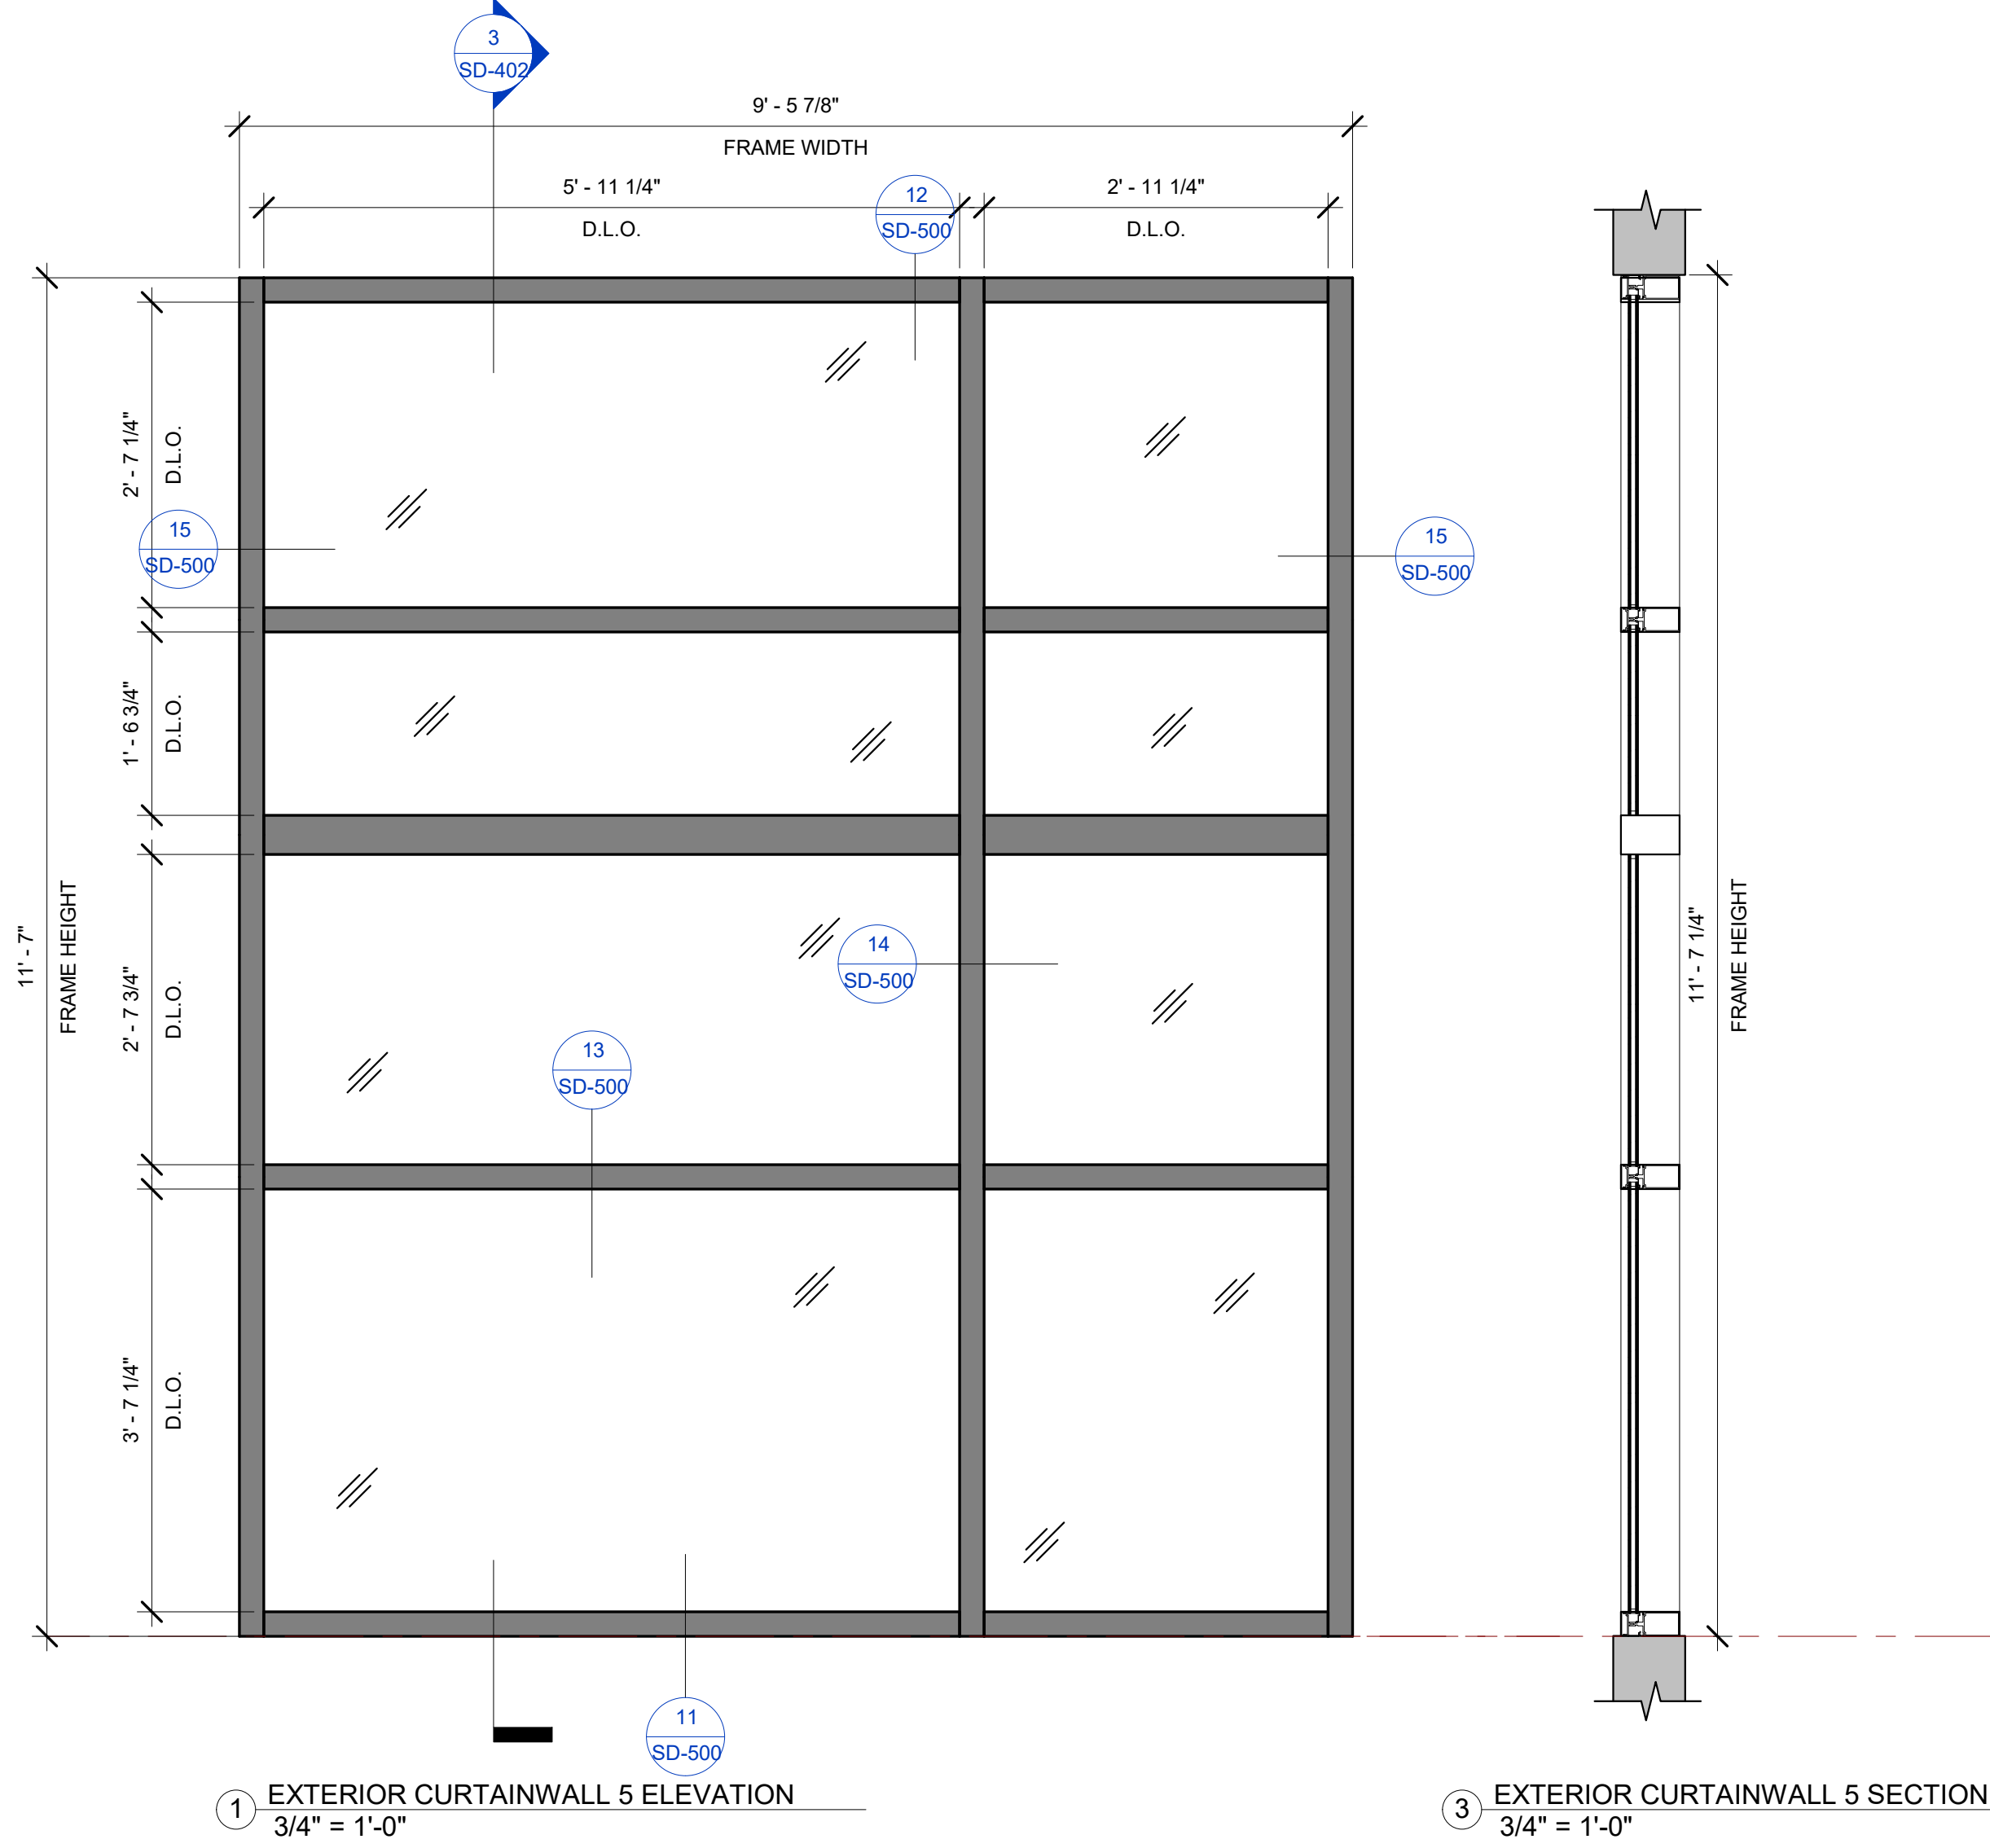 3
SD-402
9' - 5 7/8"
FRAME WIDTH
5' - 11 1/4"
D.L.O.
12
SD-500
2' - 11 1/4"
D.L.O.
2' - 7 1/4"
D.L.O.
15
SD-500
15
SD-500
1' - 6 3/4"
D.L.O.
11' - 7"
FRAME HEIGHT
2' - 7 3/4"
D.L.O.
14
SD-500
13
SD-500
11' - 7 1/4"
FRAME HEIGHT
3' - 7 1/4"
D.L.O.
11
SD-500
1
EXTERIOR CURTAINWALL 5 ELEVATION
3/4" = 1'-0"
3
EXTERIOR CURTAINWALL 5 SECTION
3/4" = 1'-0"